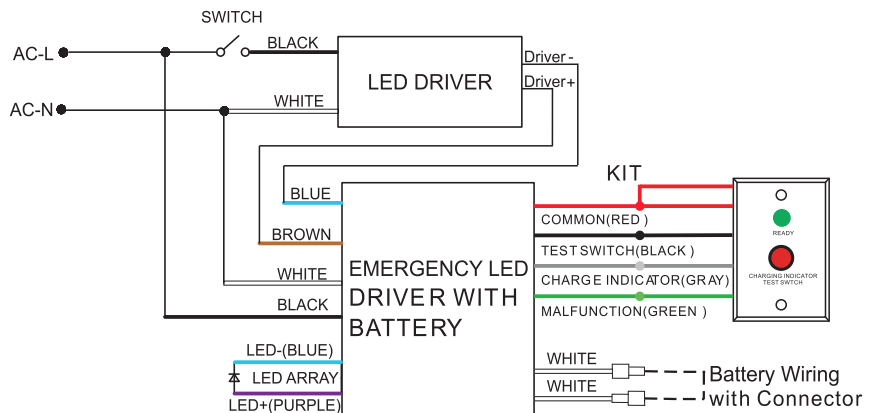 SWITCH
AC-L
BLACK
LED DRIVER
Driver-
Driver+
AC-N
WHITE
KIT
BLUE
COMMON(RED )
BROWN
TEST SWITCH(BLACK )
WHITE
CHARGE INDICATOR(GRAY)
BLACK
MALFUNCTION(GREEN )
EMERGENCY LED
DRIVER WITH
BATTERY
READY
CHARGING INDICATOR
TEST SWTCH
LED-(BLUE)
LED ARRAY
LED+(PURPLE)
WHITE
WHITE
Battery Wiring
with Connector